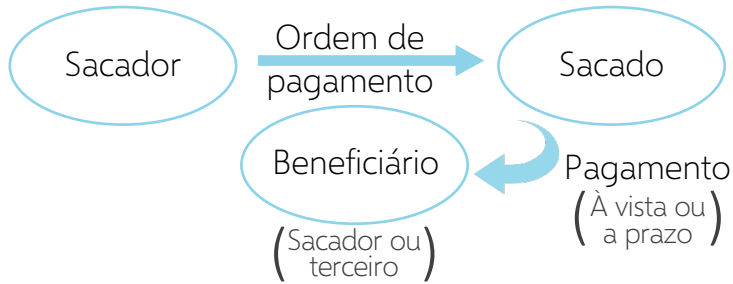 Sacador
Ordem de
pagamento
Sacado
Beneficiário
(Sacador ou
terceiro)
Pagamento
(À vista ou
a prazo)